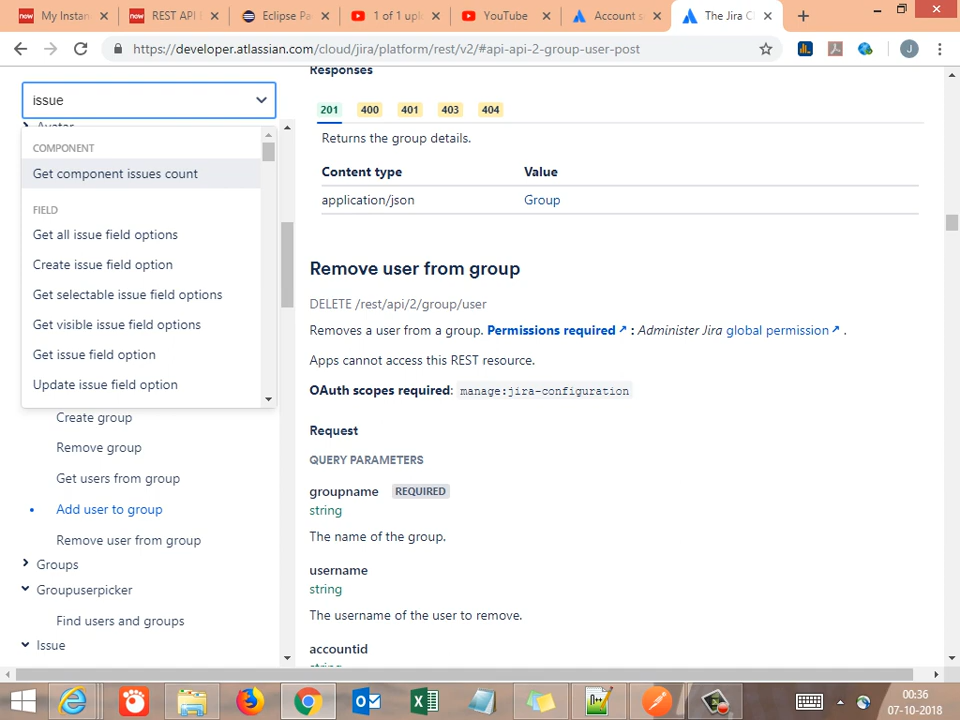 My Instan
REST API
Eclipse Pa
1 of 1 upl
YouTube
Account s
The Jira C
https://developer.atlassian.com/cloud/jira/platform/rest/v2/#api-api-2-group-user-post
J
issue
Avatar
COMPONENT
Get component issues count
FIELD
Get all issue field options
Create issue field option
Get selectable issue field options
Get visible issue field options
Get issue field option
Update issue field option
Create group
Remove group
Get users from group
Add user to group
Remove user from group
Groups
Groupuserpicker
Find users and groups
Issue
Responses
201 400 401 403 404
Returns the group details.
Content type Value
application/json Group
Remove user from group
DELETE /rest/api/2/group/user
Removes a user from a group. Permissions required : Administer Jira global permission .
Apps cannot access this REST resource.
OAuth scopes required: manage:jira-configuration
Request
QUERY PARAMETERS
groupname REQUIRED
string
The name of the group.
username
string
The username of the user to remove.
accountid
string
00:36
07-10-2018